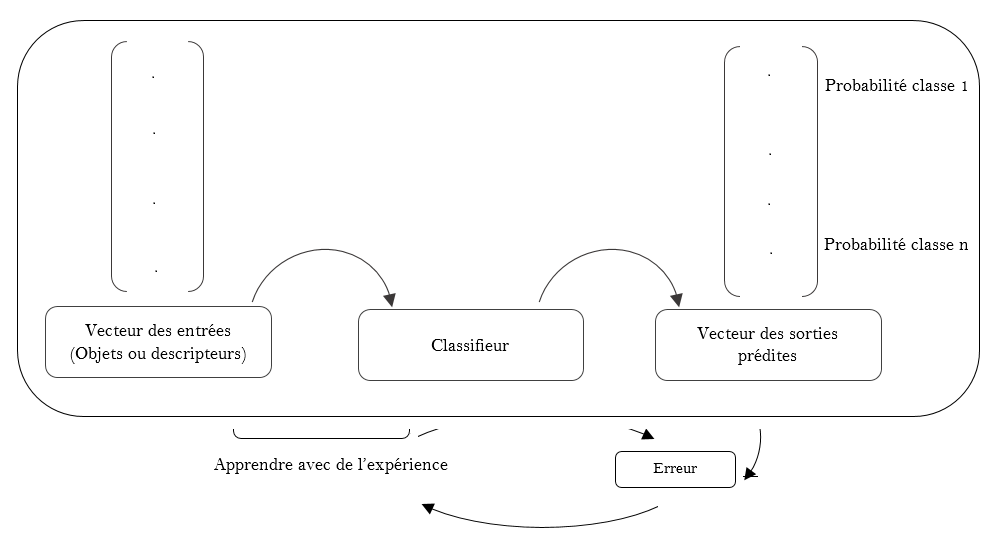 Probabilité classe 1
Probabilité classe n
Vecteur des entrées
(Objets ou descripteurs)
Classifieur
Vecteur des sorties
prédites
Apprendre avec de l'expérience
Erreur